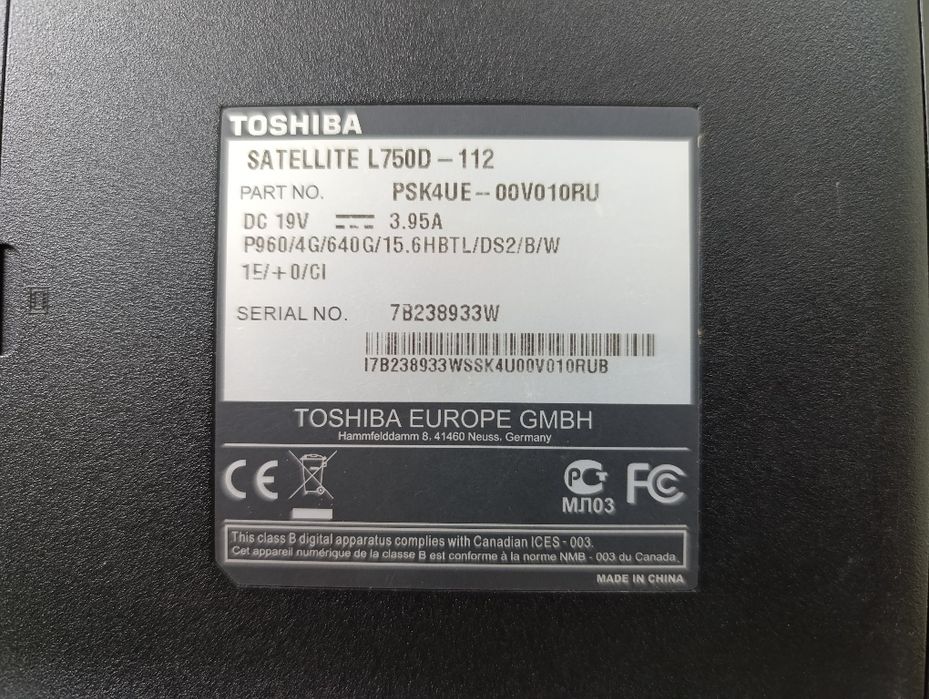 TOSHIBA
SATELLITE L750D - 112
PART NO. PSK4UE - 00V010RU
DC 19V ⎓ 3.95A
P960/4G/640G/15.6HBTL/DS2/B/W
1E/+0/CI
SERIAL NO. 7B238933W
I7B238933WSSK4U00V010RUB
TOSHIBA EUROPE GMBH
Hammfelddamm 8, 41460 Neuss, Germany
CE PCT FC
МЛ03
This class B digital apparatus complies with Canadian ICES - 003.
Cet appareil numérique de la classe B est conforme à la norme NMB - 003 du Canada.
MADE IN CHINA